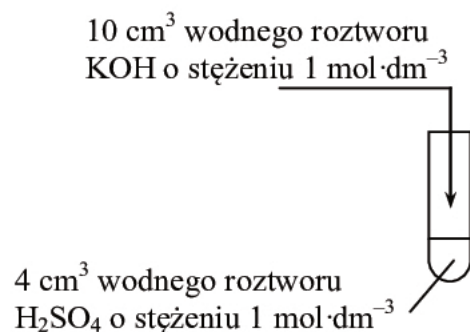 10 cm³ wodnego roztworu
KOH o stężeniu 1 mol·dm⁻³
4 cm³ wodnego roztworu
H₂SO₄ o stężeniu 1 mol·dm⁻³